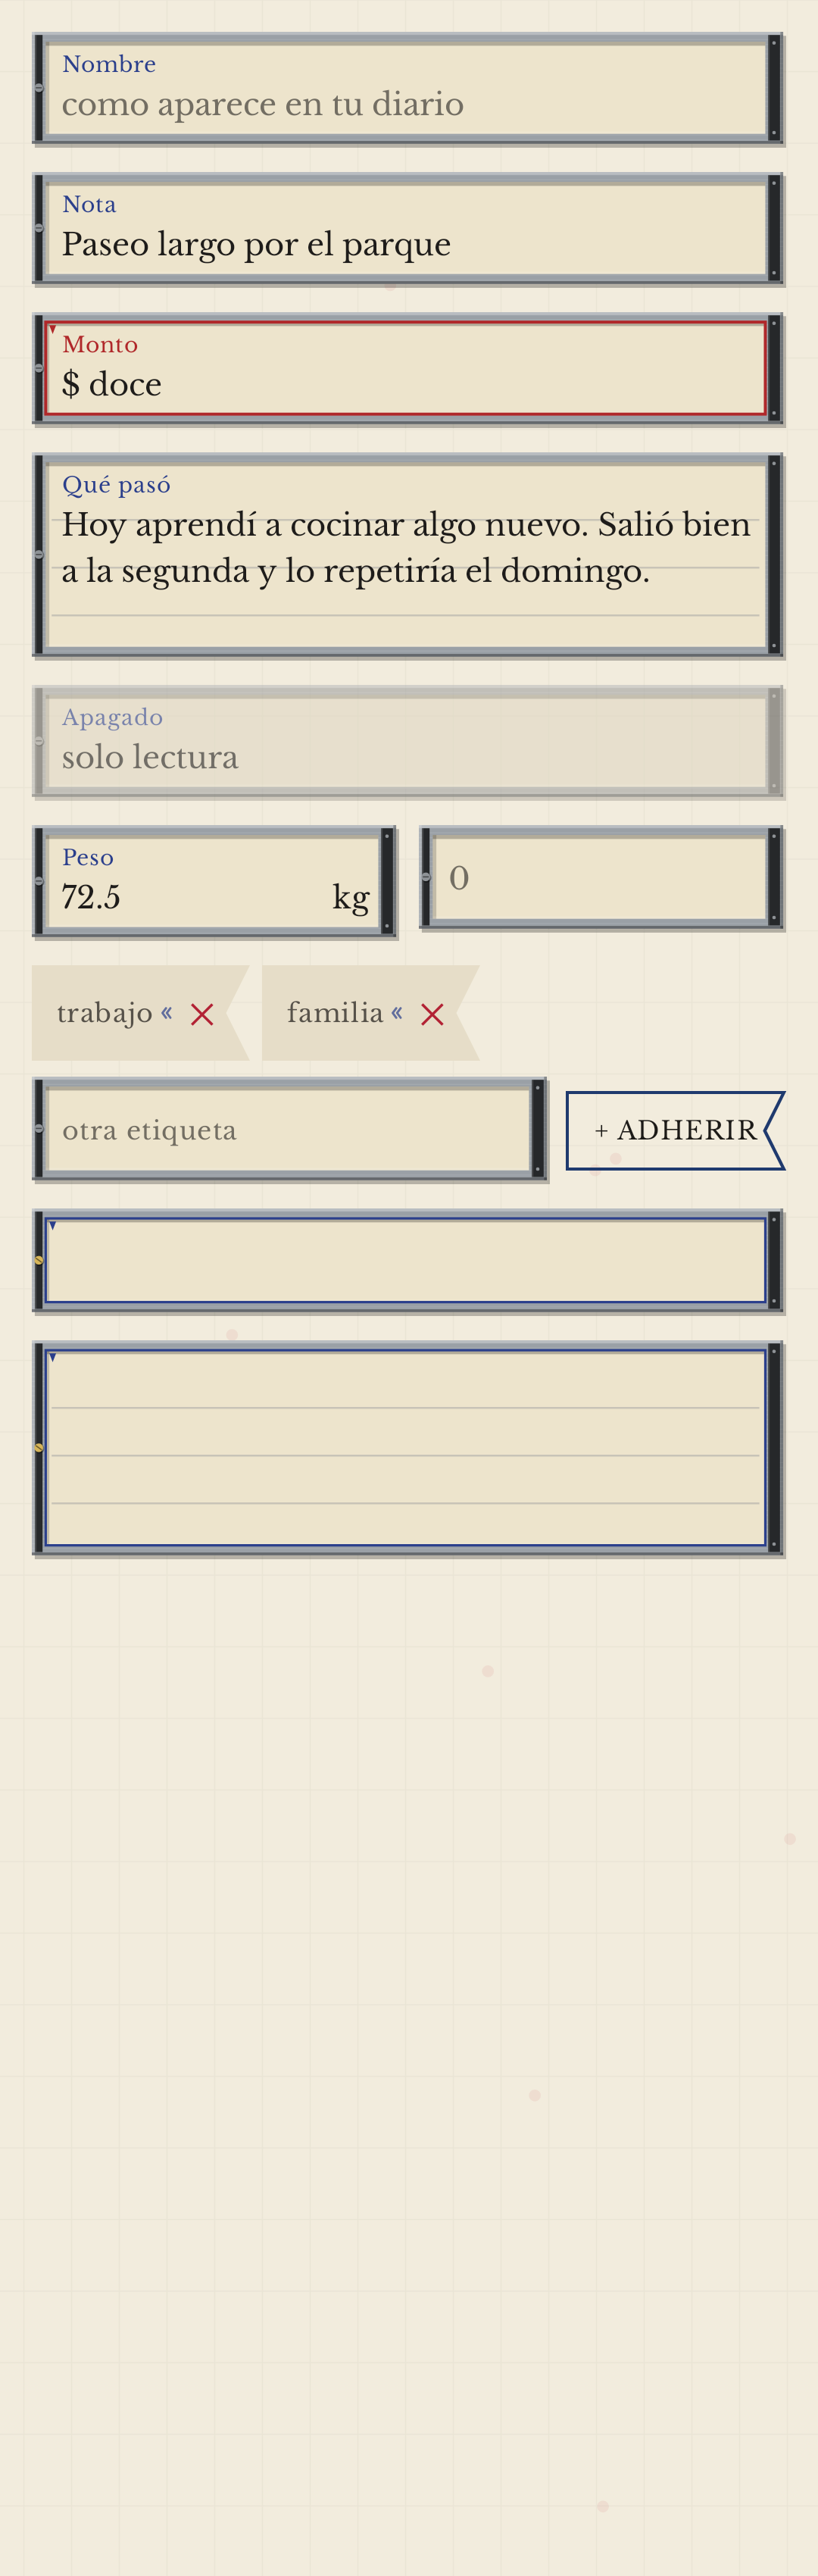 Nombre
como aparece en tu diario
Nota
Paseo largo por el parque
Monto
$ doce
Qué pasó
Hoy aprendí a cocinar algo nuevo. Salió bien
a la segunda y lo repetiría el domingo.
Apagado
solo lectura
Peso
72.5 kg
0
trabajo « familia «
otra etiqueta
+ ADHERIR